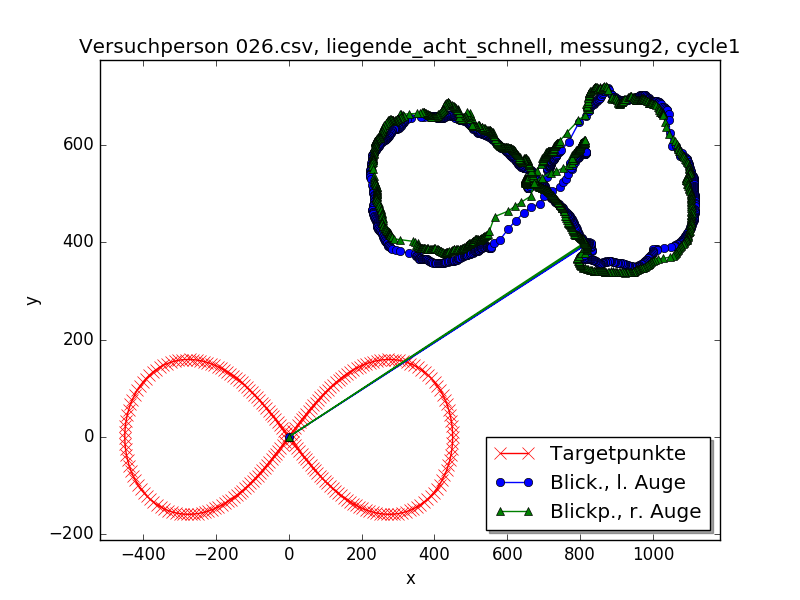 Versuchperson 026.csv, liegende_acht_schnell, messung2, cycle1
y
600
400
200
0
−200
−400
−200
0
200
400
600
800
1000
x
Targetpunkte
Blick., l. Auge
Blickp., r. Auge